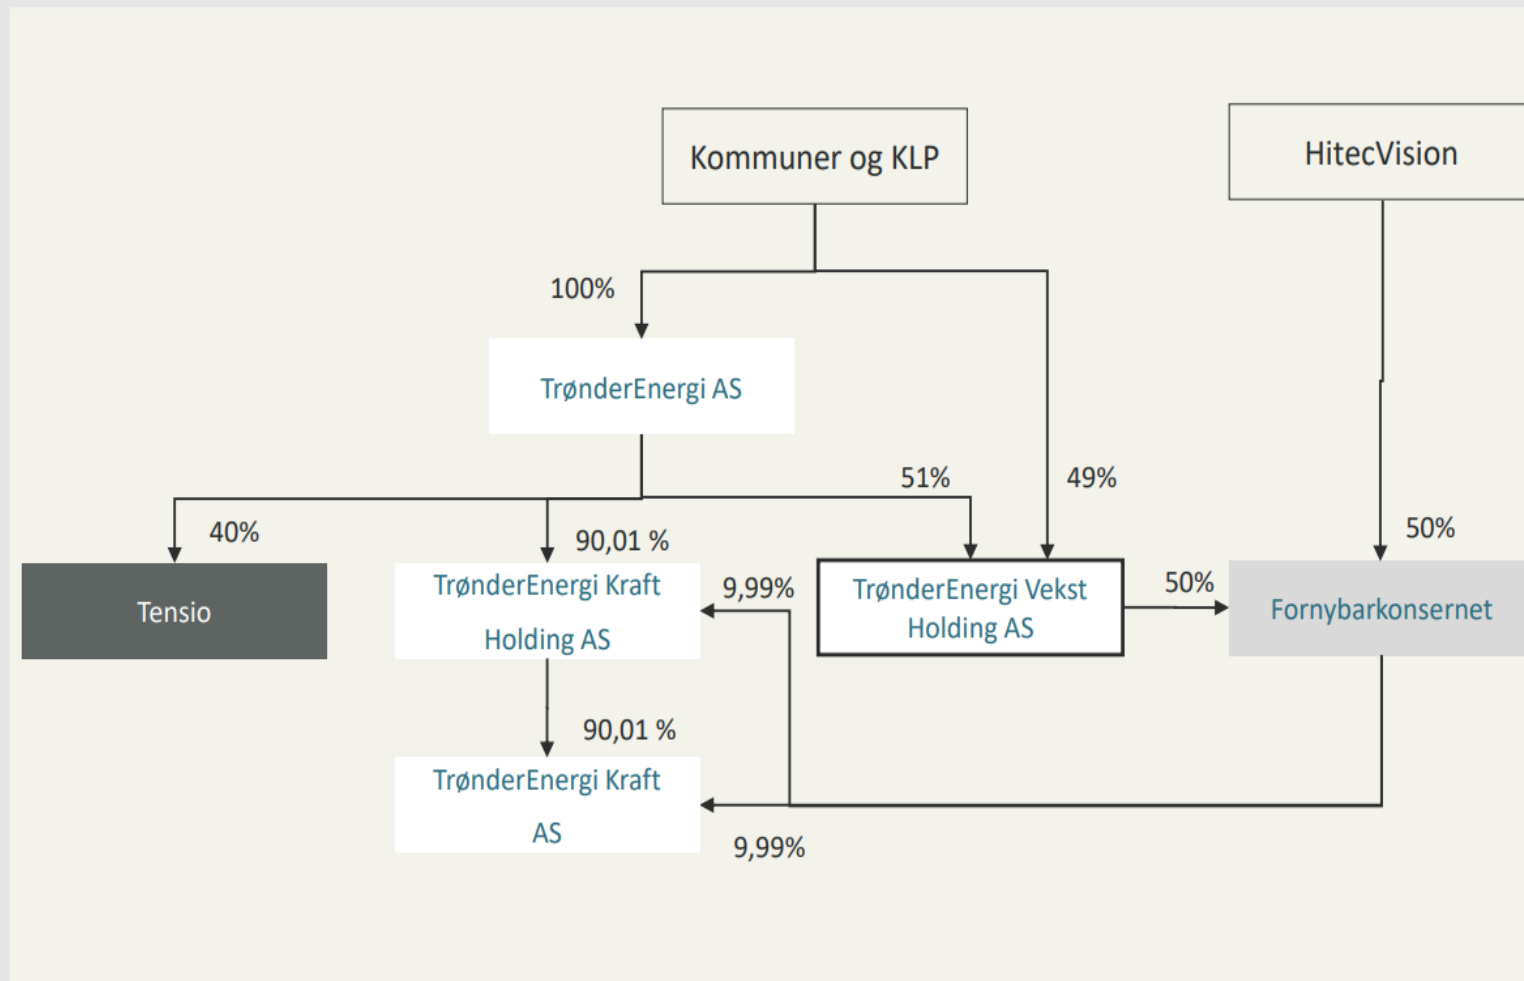 Kommuner og KLP
HitecVision
100%
TrønderEnergi AS
51%
49%
40%
90,01 %
50%
Tensio
TrønderEnergi Kraft
Holding AS
9,99%
TrønderEnergi Vekst
Holding AS
50%
Fornybarkonsernet
90,01 %
TrønderEnergi Kraft
AS
9,99%